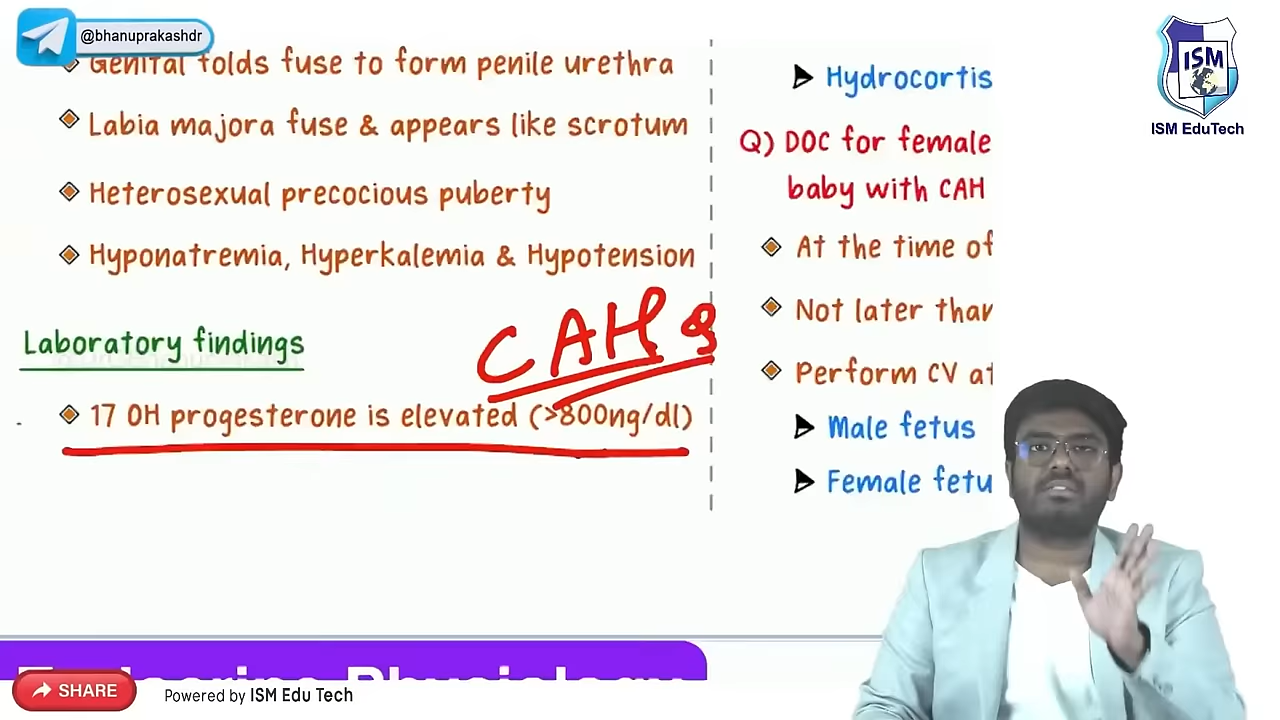 @bhanuprakashdr
Genital folds fuse to form penile urethra
Labia majora fuse & appears like scrotum
Heterosexual precocious puberty
Hyponatremia, Hyperkalemia & Hypotension
Laboratory findings
CAH
17 OH progesterone is elevated (>800ng/dl)
Hydrocortis
Q) DOC for female
baby with CAH
At the time of
Not later than
Perform CV at
Male fetus
Female fetu
ISM
ISM EduTech
Endocrine Physiology
SHARE
Powered by ISM Edu Tech